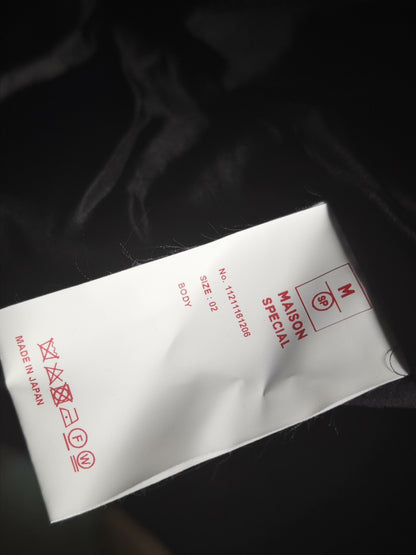 M
SP
MAISON
SPECIAL
No. 11211161206
SIZE : 02
BODY
F
W
MADE IN JAPAN